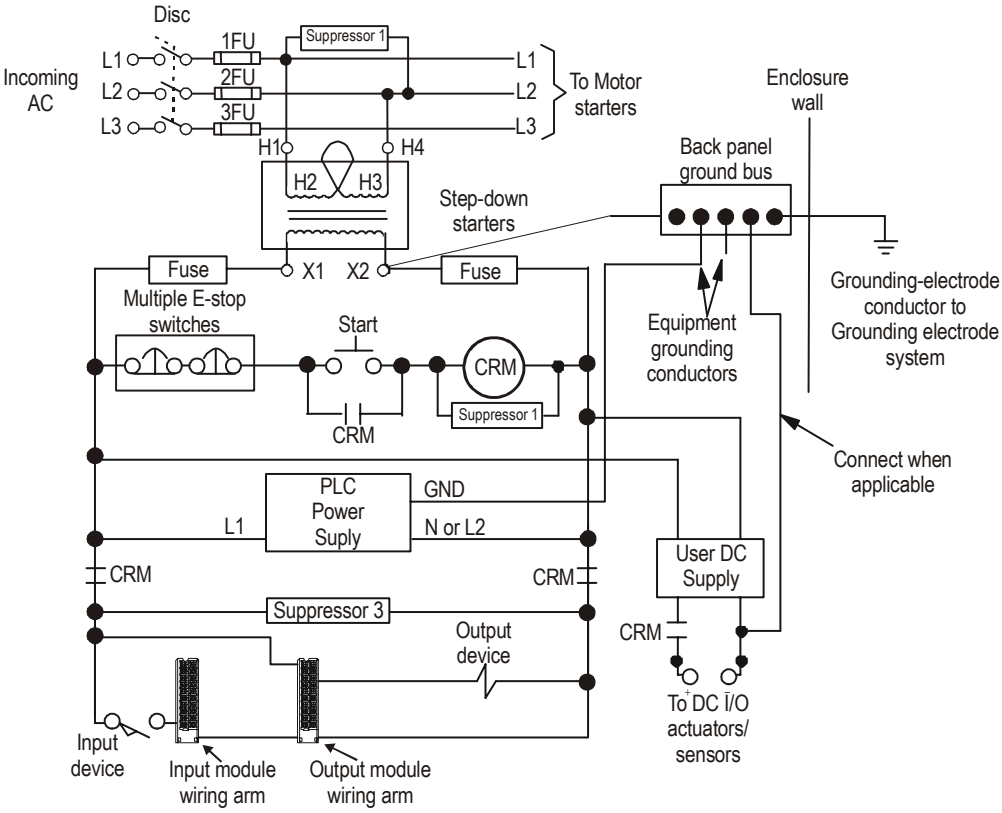 Disc
1FU
Suppressor 1
Incoming
AC
L1
L1
2FU
L2
L2
To Motor
starters
3FU
L3
L3
Enclosure
wall
H1
H4
H2
H3
Back panel
ground bus
Step-down
starters
Fuse
X1
X2
Fuse
Grounding-electrode
conductor to
Grounding electrode
system
Multiple E-stop
switches
Start
Equipment
grounding
conductors
CRM
Suppressor 1
CRM
Connect when
applicable
PLC
Power
Suply
GND
L1
N or L2
User DC
Supply
CRM
CRM
Suppressor 3
CRM
Output
device
+
-
To DC I/O
actuators/
sensors
Input
device
Input module
wiring arm
Output module
wiring arm